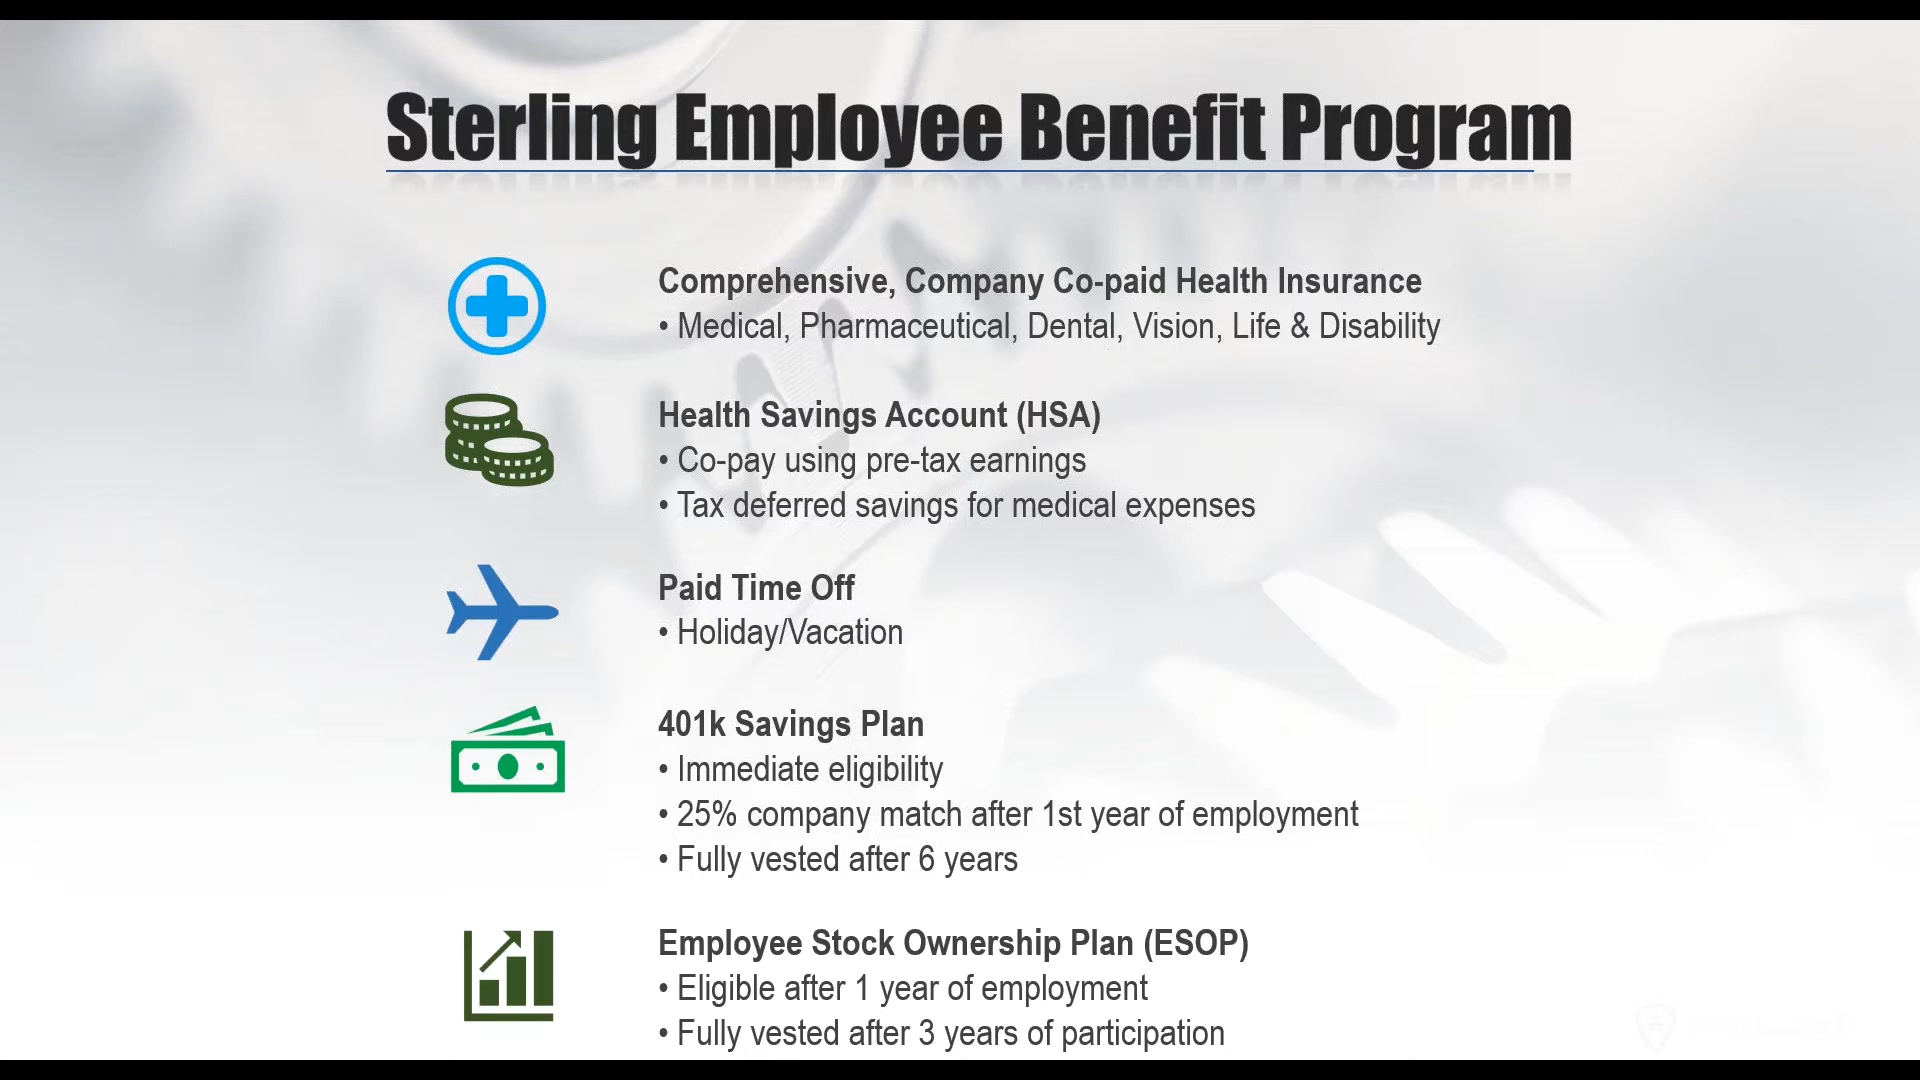 Sterling Employee Benefit Program
Comprehensive, Company Co-paid Health Insurance
• Medical, Pharmaceutical, Dental, Vision, Life & Disability
Health Savings Account (HSA)
• Co-pay using pre-tax earnings
• Tax deferred savings for medical expenses
Paid Time Off
• Holiday/Vacation
401k Savings Plan
• Immediate eligibility
• 25% company match after 1st year of employment
• Fully vested after 6 years
Employee Stock Ownership Plan (ESOP)
• Eligible after 1 year of employment
• Fully vested after 3 years of participation